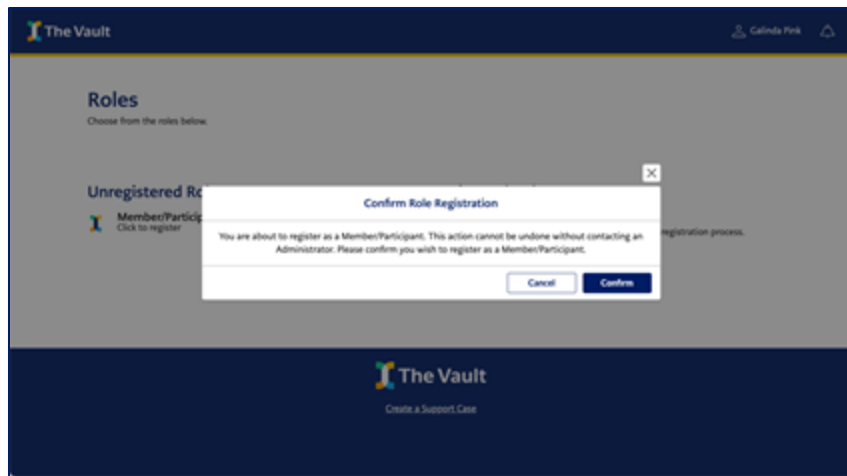 The Vault
Galinda Pink
Roles
Choose from the roles below.
Unregistered Ro
Member/Particip
Click to register
registration process.
Confirm Role Registration
You are about to register as a Member/Participant. This action cannot be undone without contacting an
Administrator. Please confirm you wish to register as a Member/Participant.
Cancel
Confirm
The Vault
Create a Support Case